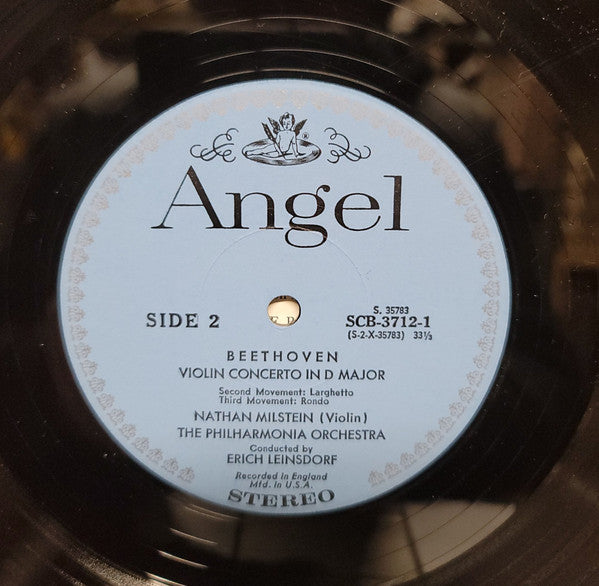 ®
Angel
SIDE 2
S. 35783
SCB-3712-1
(S-2-X-35783) 33⅓
BEETHOVEN
VIOLIN CONCERTO IN D MAJOR
Second Movement: Larghetto
Third Movement: Rondo
NATHAN MILSTEIN (Violin)
THE PHILHARMONIA ORCHESTRA
Conducted by
ERICH LEINSDORF
Recorded in England
Mfd. in U.S.A.
STEREO